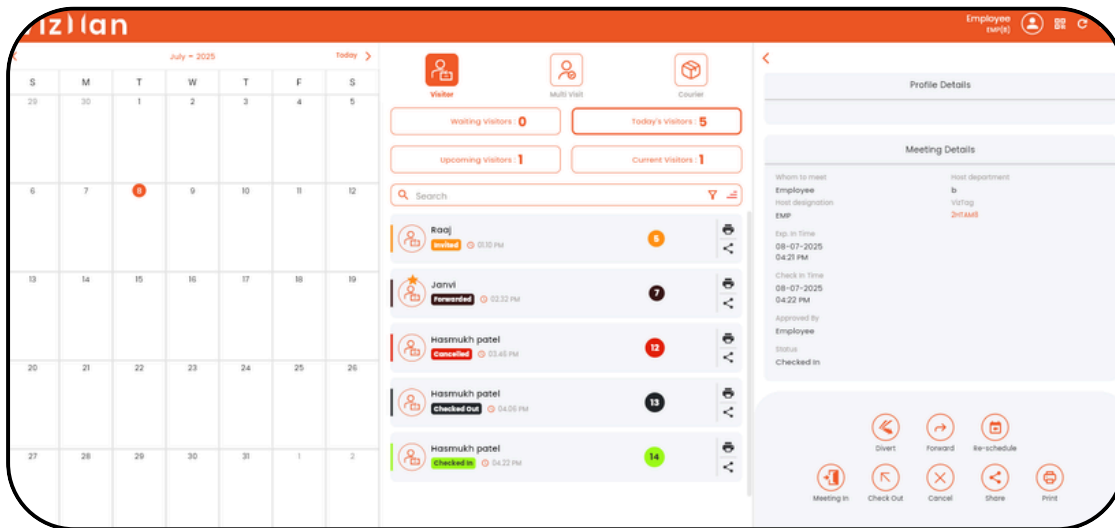 Employee
EMP(B)
July - 2025
Today
S M T W T F S
29 30 1 2 3 4 5
6 7 8 9 10 11 12
13 14 15 16 17 18 19
20 21 22 23 24 25 26
27 28 29 30 31 1 2
Visitor
Multi Visit
Courier
Waiting Visitors : 0
Today's Visitors : 5
Upcoming Visitors : 1
Current Visitors : 1
Search
Raaj
Invited 01:10 PM
5
Janvi
Forwarded 02:32 PM
7
Hasmukh patel
Cancelled 03:45 PM
12
Hasmukh patel
Checked Out 04:06 PM
13
Hasmukh patel
Checked In 04:22 PM
14
Profile Details
Meeting Details
Whom to meet
Employee
Host department
b
Host designation
EMP
VizTag
2HTAM8
Exp. In Time
08-07-2025
04:21 PM
Check In Time
08-07-2025
04:22 PM
Approved By
Employee
Status
Checked In
Divert
Forward
Re-schedule
Meeting In
Check Out
Cancel
Share
Print